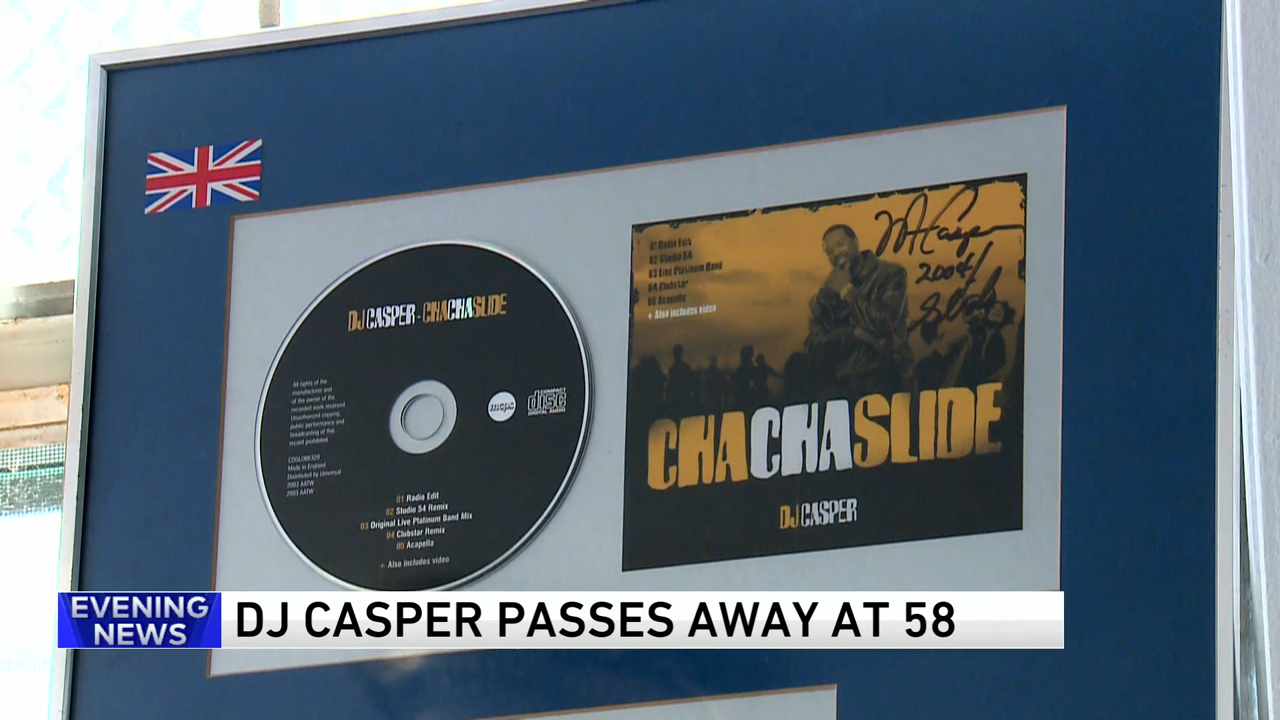 DJ CASPER - CHACHASLIDE
All rights of the
manufacturer and
of the owner of the
recorded work reserved
Unauthorized copying,
public performance and
broadcasting of this
record prohibited.
CDGLOBE329
Made in England
Distributed by Universal
2003 AATW
2003 AATW
mcps
COMPACT
disc
DIGITAL AUDIO
01 Radio Edit
02 Studio 54 Remix
03 Original Live Platinum Band Mix
04 Clubstar Remix
05 Acapella
+ Also includes video
01 Radio Edit
02 Studio 54
03 Live Platinum Band
04 Clubstar
05 Acapella
+ Also includes video
2004/
CHACHASLIDE
DJ CASPER
EVENING
NEWS
DJ CASPER PASSES AWAY AT 58